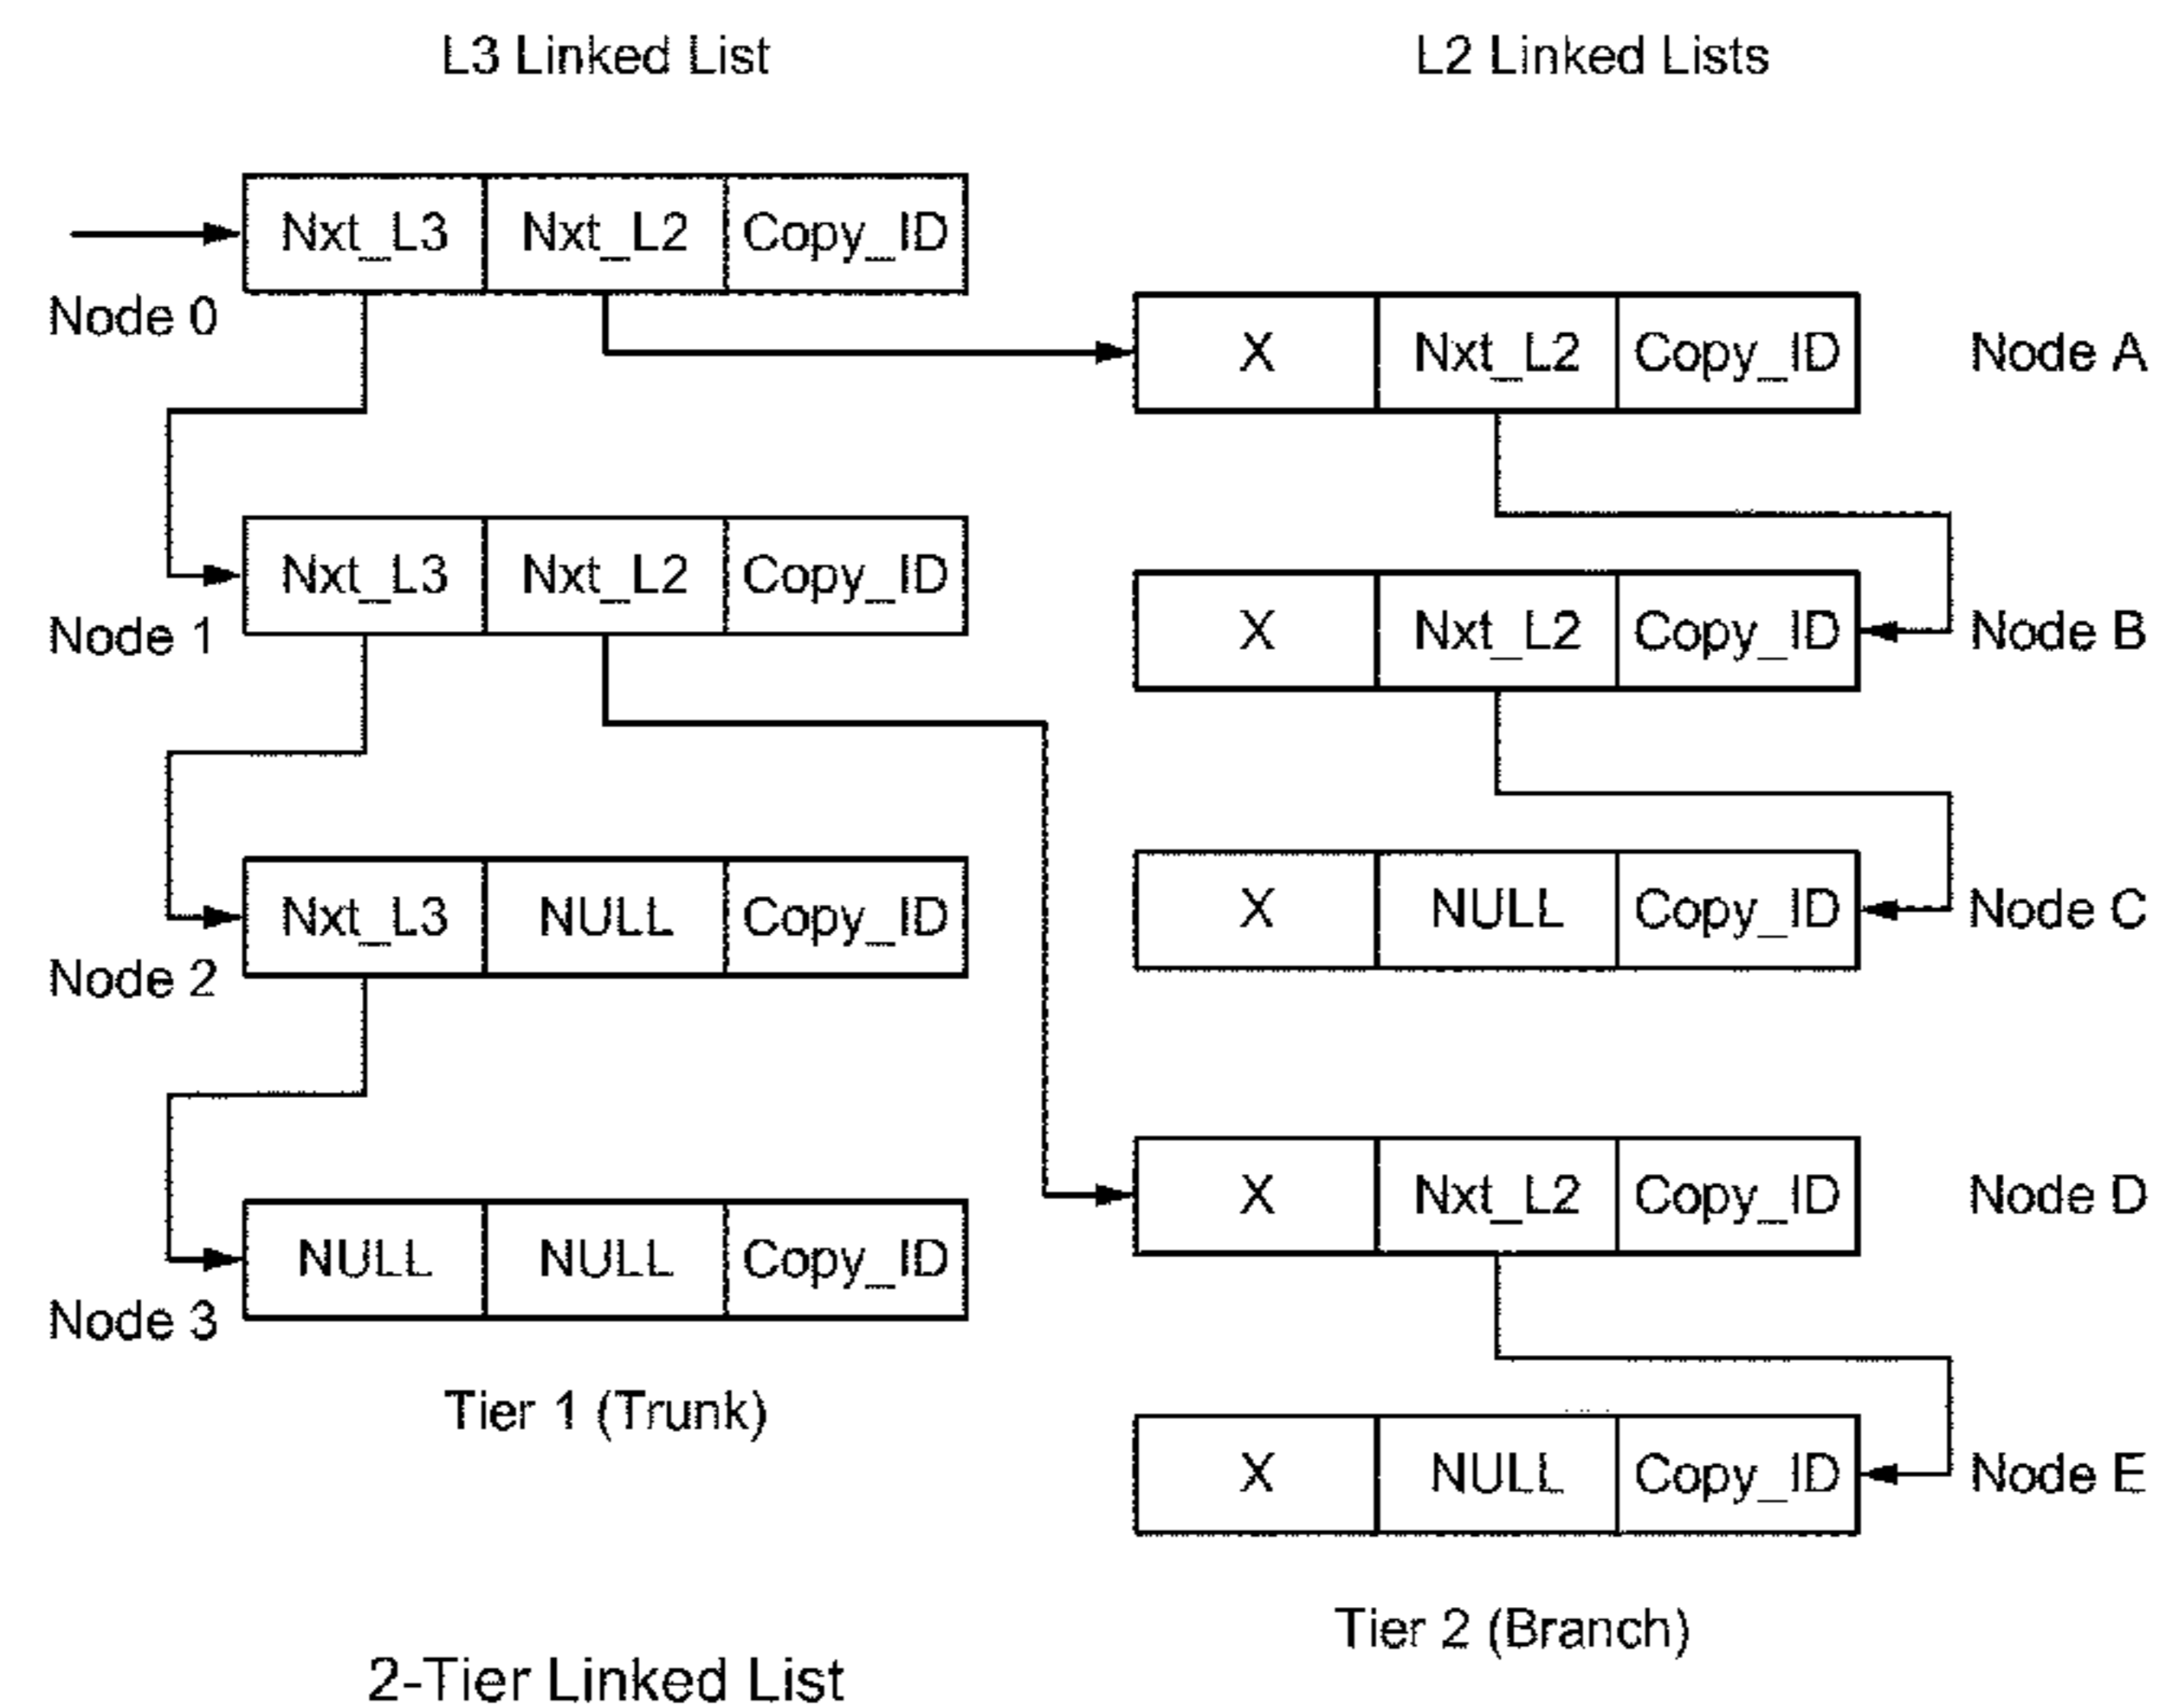 L3 Linked List
L2 Linked Lists
Nxt_L3 Nxt_L2 Copy_ID
Node 0
X Nxt_L2 Copy_ID Node A
Nxt_L3 Nxt_L2 Copy_ID
Node 1
X Nxt_L2 Copy_ID Node B
Nxt_L3 NULL Copy_ID
Node 2
X NULL Copy_ID Node C
X Nxt_L2 Copy_ID Node D
NULL NULL Copy_ID
Node 3
Tier 1 (Trunk)
X NULL Copy_ID Node E
Tier 2 (Branch)
2-Tier Linked List